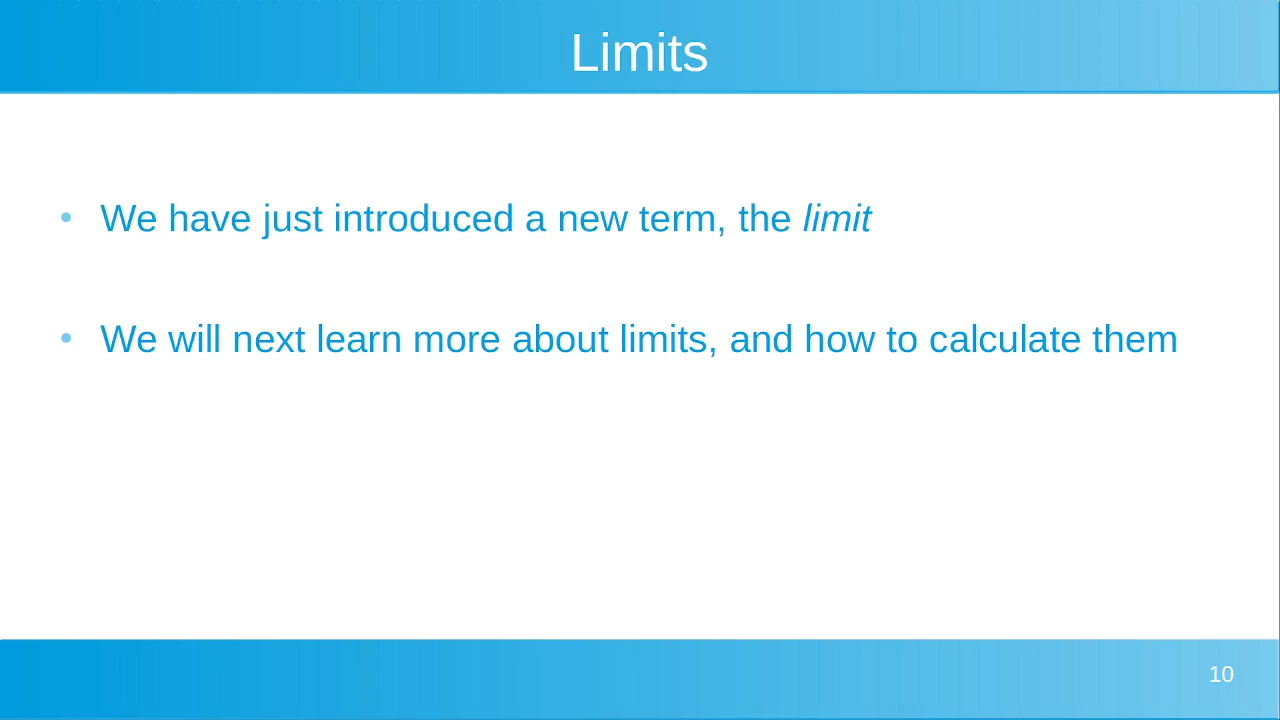 Limits
• We have just introduced a new term, the limit
• We will next learn more about limits, and how to calculate them
10